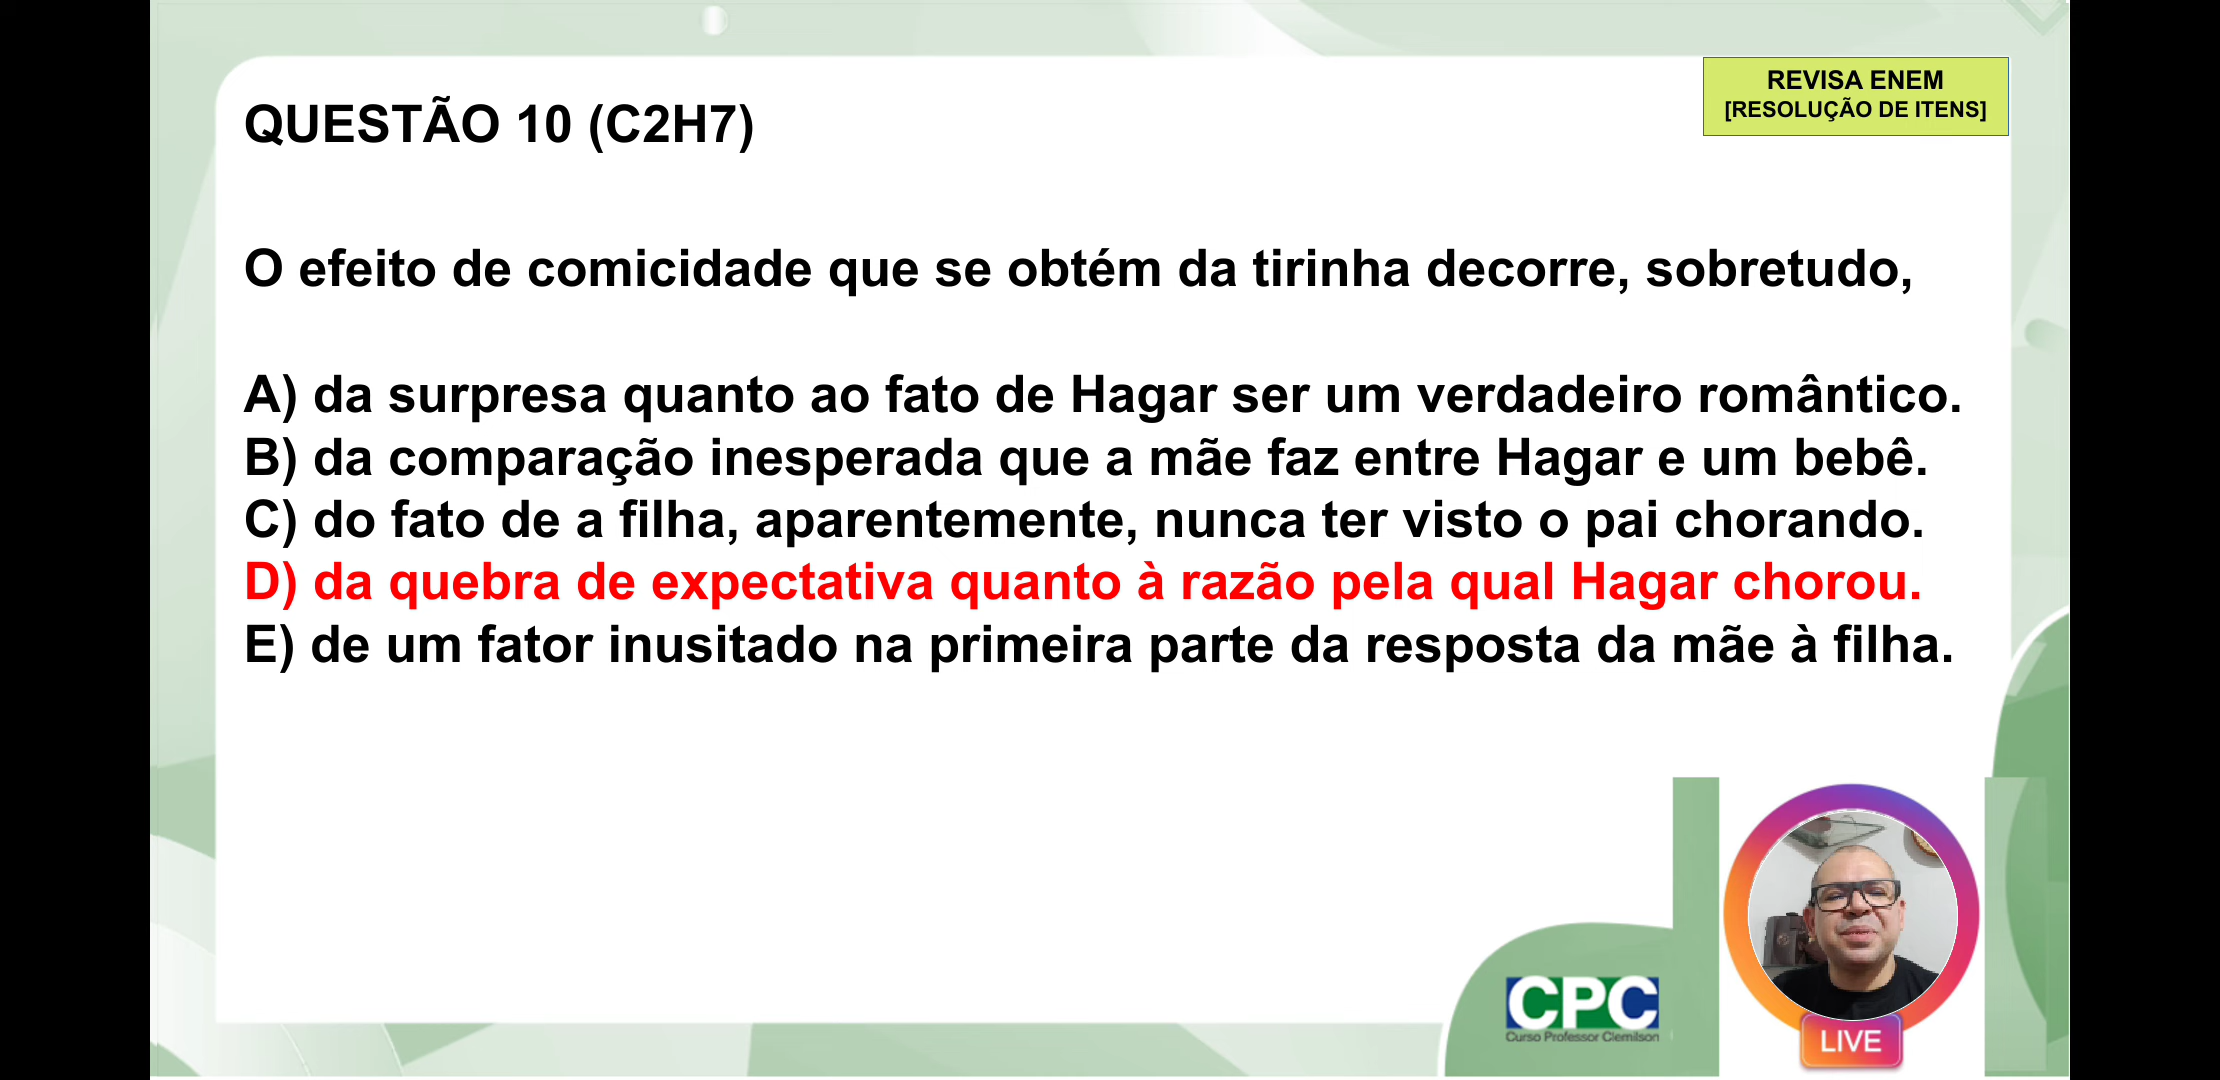 REVISA ENEM
[RESOLUÇÃO DE ITENS]
QUESTÃO 10 (C2H7)
O efeito de comicidade que se obtém da tirinha decorre, sobretudo,
A) da surpresa quanto ao fato de Hagar ser um verdadeiro romântico.
B) da comparação inesperada que a mãe faz entre Hagar e um bebê.
C) do fato de a filha, aparentemente, nunca ter visto o pai chorando.
D) da quebra de expectativa quanto à razão pela qual Hagar chorou.
E) de um fator inusitado na primeira parte da resposta da mãe à filha.
CPC
Curso Professor Clemilson
LIVE